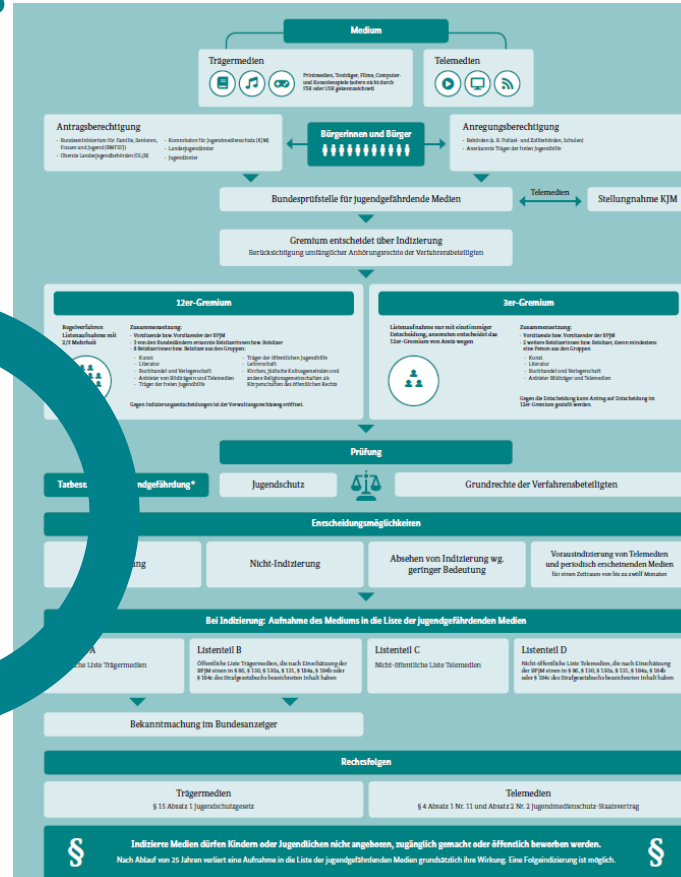 Medium
Trägermedien
Printmedien, Tonträger, Filme, Computer-
und Konsolenspiele (sofern nicht durch
FSK oder USK gekennzeichnet)
Telemedien
Antragsberechtigung
- Bundesministerium für Familie, Senioren,
Frauen und Jugend (BMFSFJ)
- Oberste Landesjugendbehörden (OLJB)
- Kommission für Jugendmedienschutz (KJM)
- Landesjugendämter
- Jugendämter
Bürgerinnen und Bürger
Anregungsberechtigung
- Behörden (z. B. Polizei- und Zollbehörden, Schulen)
- Anerkannte Träger der freien Jugendhilfe
Bundesprüfstelle für jugendgefährdende Medien
Telemedien
Stellungnahme KJM
Gremium entscheidet über Indizierung
Berücksichtigung umfänglicher Anhörungsrechte der Verfahrensbeteiligten
12er-Gremium
Regelverfahren
Listenaufnahme mit
2/3 Mehrheit
Zusammensetzung:
- Vorsitzende bzw. Vorsitzender der BPjM
- 3 von den Bundesländern ernannte Beisitzerinnen bzw. Beisitzer
- 8 Beisitzerinnen bzw. Beisitzer aus den Gruppen:
- Kunst
- Literatur
- Buchhandel und Verlegerschaft
- Anbieter von Bildträgern und Telemedien
- Träger der freien Jugendhilfe
- Träger der öffentlichen Jugendhilfe
- Lehrerschaft
- Kirchen, jüdische Kultusgemeinden und
andere Religionsgemeinschaften als
Körperschaften des öffentlichen Rechts
Gegen Indizierungsentscheidungen ist der Verwaltungsrechtsweg eröffnet.
3er-Gremium
Listenaufnahme nur mit einstimmiger
Entscheidung, ansonsten entscheidet das
12er-Gremium von Amts wegen
Zusammensetzung:
- Vorsitzende bzw. Vorsitzender der BPjM
- 2 weitere Beisitzerinnen bzw. Beisitzer, davon mindestens
eine Person aus den Gruppen
- Kunst
- Literatur
- Buchhandel und Verlegerschaft
- Anbieter Bildträger und Telemedien
Gegen die Entscheidung kann Antrag auf Entscheidung im
12er-Gremium gestellt werden.
Prüfung
ndgefährdung*
Jugendschutz
Grundrechte der Verfahrensbeteiligten
Entscheidungsmöglichkeiten
ung
Nicht-Indizierung
Absehen von Indizierung wg.
geringer Bedeutung
Vorausindizierung von Telemedien
und periodisch erscheinenden Medien
für einen Zeitraum von bis zu zwölf Monaten
Bei Indizierung: Aufnahme des Mediums in die Liste der jugendgefährdenden Medien
A
che Liste Trägermedien
Listenteil B
Öffentliche Liste Trägermedien, die nach Einschätzung der
BPjM einen in § 86, § 130, § 130a, § 131, § 184a, § 184b oder
§ 184c des Strafgesetzbuchs bezeichneten Inhalt haben
Listenteil C
Nicht-öffentliche Liste Telemedien
Listenteil D
Nicht-öffentliche Liste Telemedien, die nach Einschätzung
der BPjM einen in § 86, § 130, § 130a, § 131, § 184a, § 184b
oder § 184c des Strafgesetzbuchs bezeichneten Inhalt haben
Bekanntmachung im Bundesanzeiger
Rechtsfolgen
Trägermedien
§ 15 Absatz 1 Jugendschutzgesetz
Telemedien
§ 4 Absatz 1 Nr. 11 und Absatz 2 Nr. 2 Jugendmedienschutz-Staatsvertrag
§
Indizierte Medien dürfen Kindern oder Jugendlichen nicht angeboten, zugänglich gemacht oder öffentlich beworben werden.
Nach Ablauf von 25 Jahren verliert eine Aufnahme in die Liste der jugendgefährdenden Medien grundsätzlich ihre Wirkung. Eine Folgeindizierung ist möglich.
§